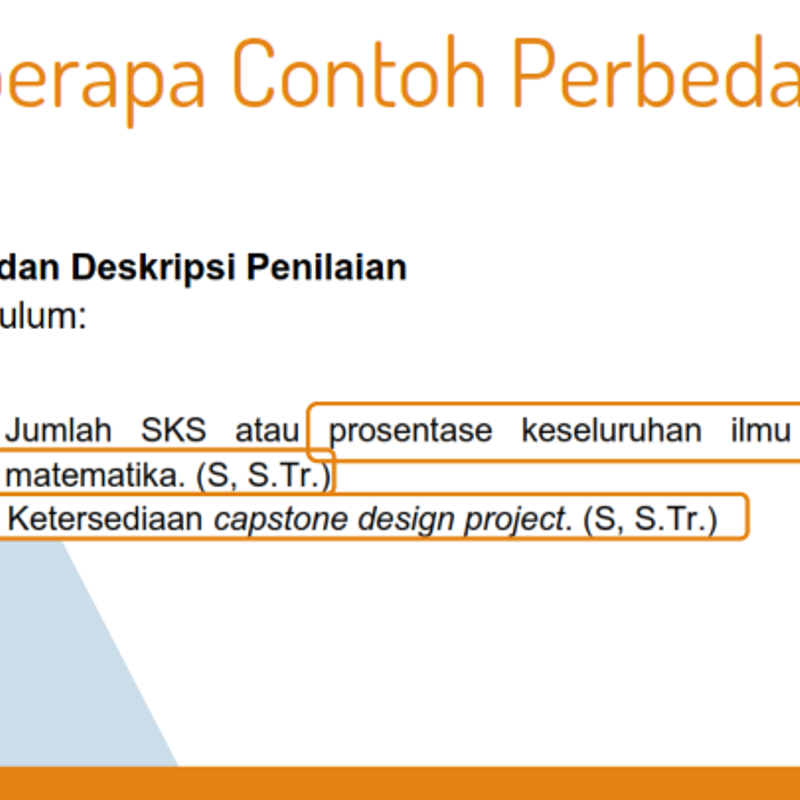 berapa Contoh Perbeda
dan Deskripsi Penilaian
ulum:
Jumlah SKS atau prosentase keseluruhan ilmu
matematika. (S, S.Tr.)
Ketersediaan capstone design project. (S, S.Tr.)